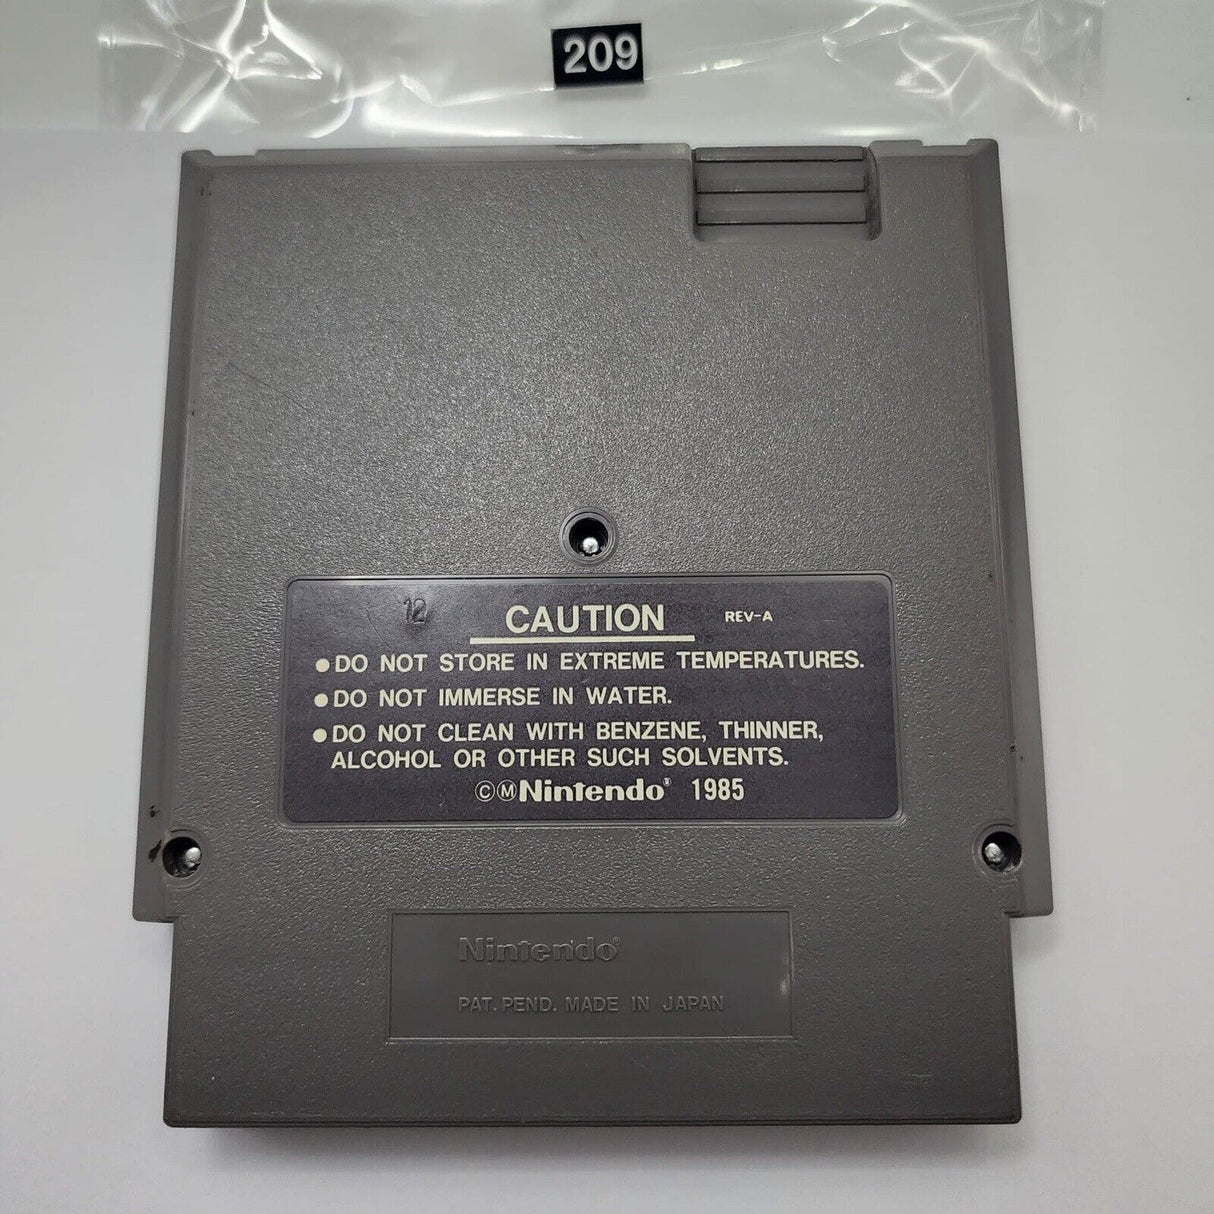 209
12
CAUTION REV-A
●DO NOT STORE IN EXTREME TEMPERATURES.
●DO NOT IMMERSE IN WATER.
●DO NOT CLEAN WITH BENZENE, THINNER,
ALCOHOL OR OTHER SUCH SOLVENTS.
ⒸⓂNintendo® 1985
Nintendo®
PAT. PEND. MADE IN JAPAN